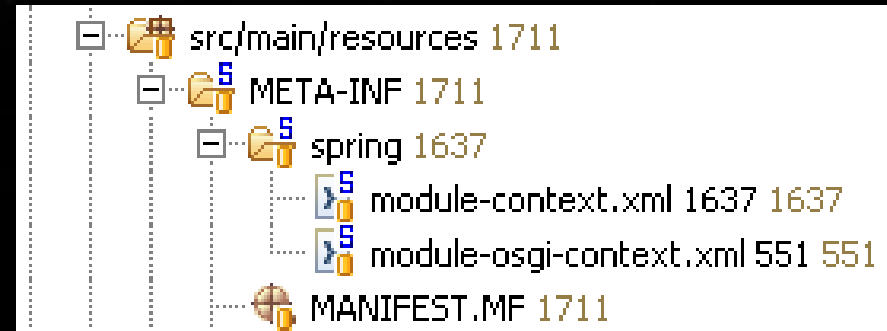 src/main/resources 1711
META-INF 1711
spring 1637
module-context.xml 1637 1637
module-osgi-context.xml 551 551
MANIFEST.MF 1711